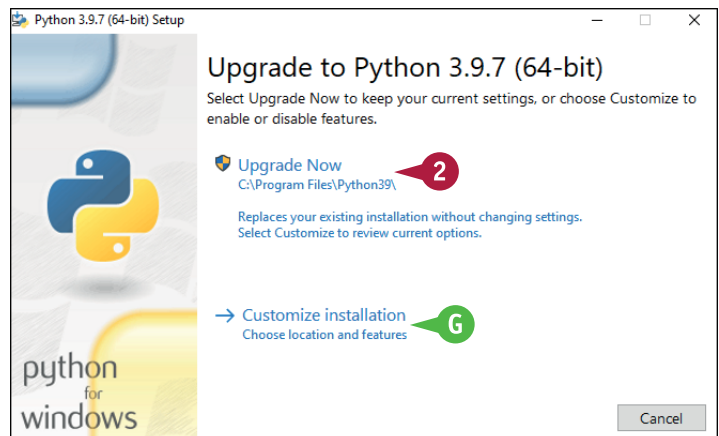 Python 3.9.7 (64-bit) Setup
Upgrade to Python 3.9.7 (64-bit)
Select Upgrade Now to keep your current settings, or choose Customize to
enable or disable features.
Upgrade Now
2
C:\Program Files\Python39\
Replaces your existing installation without changing settings.
Select Customize to review current options.
Customize installation
G
Choose location and features
python
for
windows
Cancel